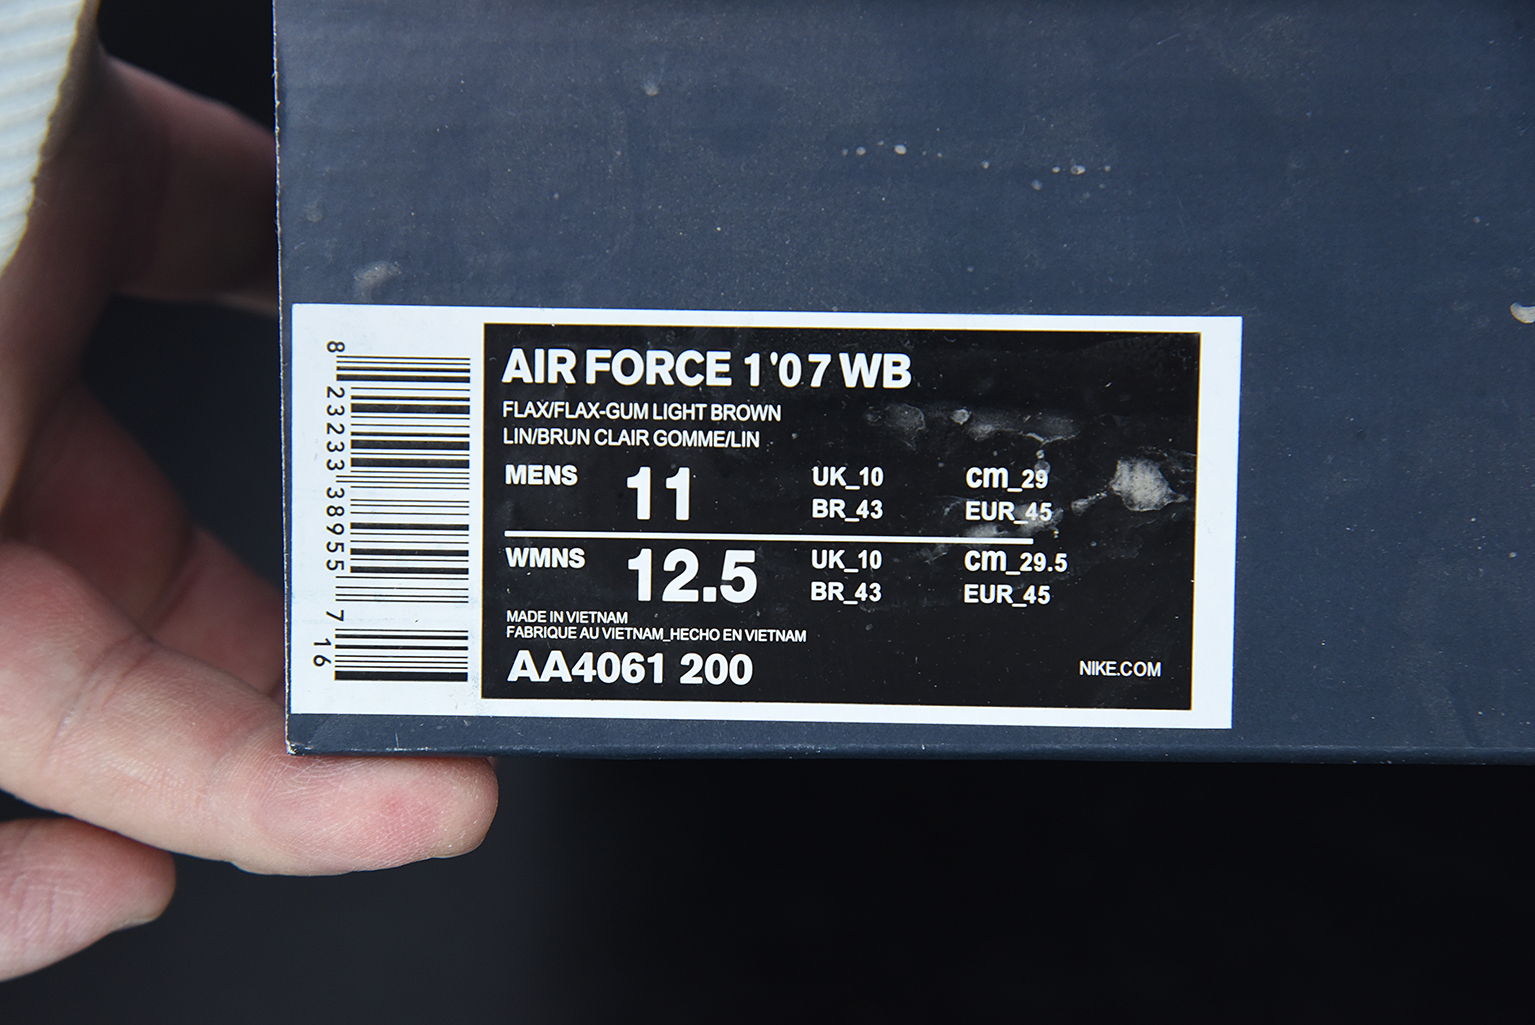 8 23233 38955 7
16
AIR FORCE 1 '07 WB
FLAX/FLAX-GUM LIGHT BROWN
LIN/BRUN CLAIR GOMME/LIN
MENS 11 UK_10 cm_29
BR_43 EUR_45
WMNS 12.5 UK_10 cm_29.5
BR_43 EUR_45
MADE IN VIETNAM
FABRIQUE AU VIETNAM_HECHO EN VIETNAM
AA4061 200 NIKE.COM